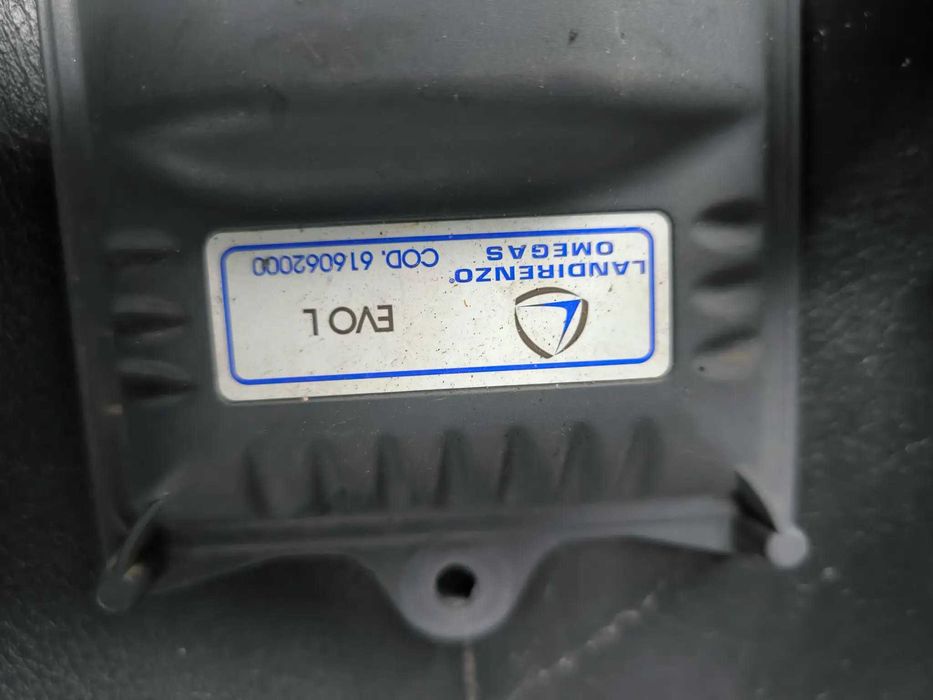 EVO L
LANDIRENZO®
OMEGAS
COD. 616062000